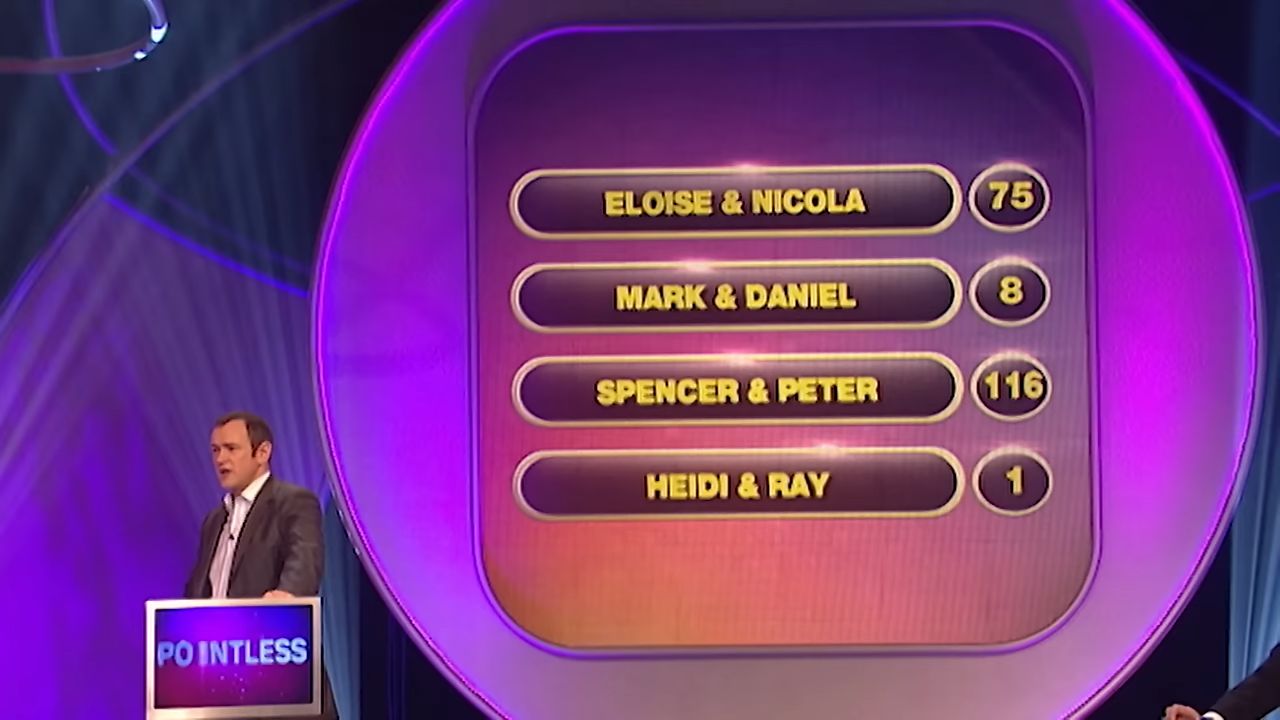 ELOISE & NICOLA 75
MARK & DANIEL 8
SPENCER & PETER 116
HEIDI & RAY 1
POINTLESS